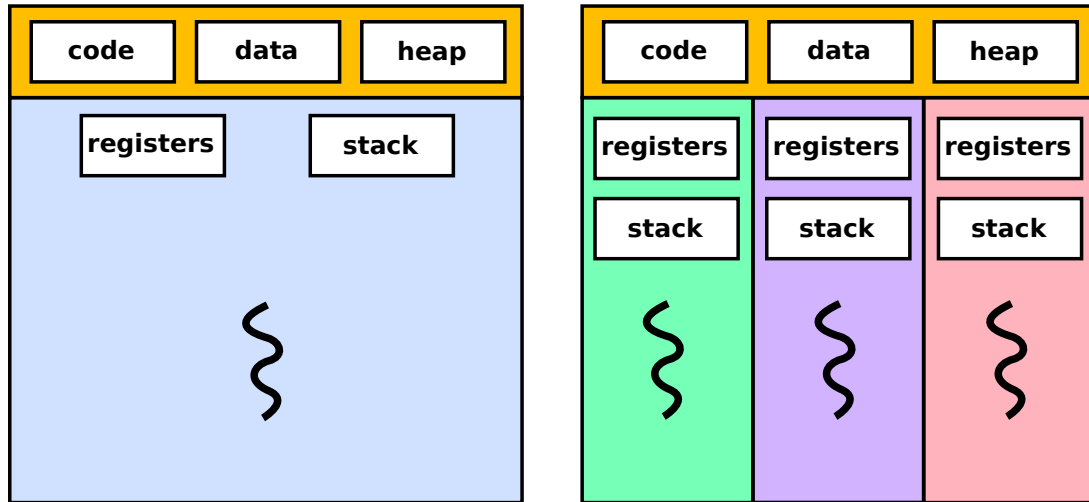 code data heap
registers stack
code data heap
registers registers registers
stack stack stack